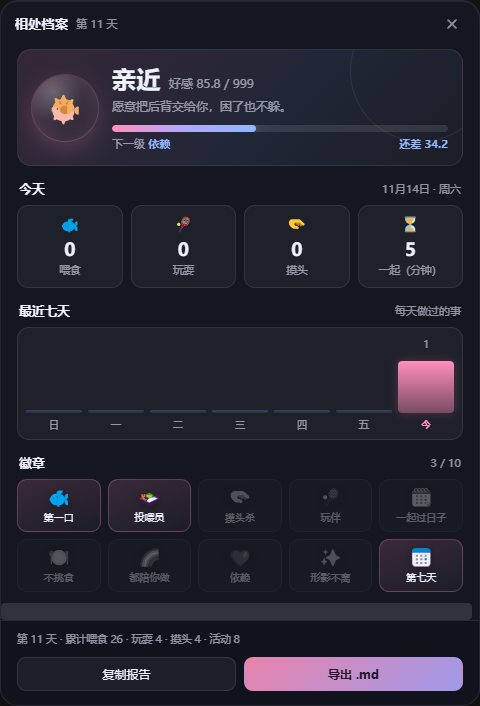 相处档案 第 11 天
亲近 好感 85.8 / 999
愿意把后背交给你，困了也不躲。
下一级 依赖 还差 34.2
今天 11月14日 · 周六
0 0 0 5
喂食 玩耍 摸头 一起（分钟）
最近七天 每天做过的事
1
日 一 二 三 四 五 今
徽章 3 / 10
第一口 投喂员 摸头杀 玩伴 一起过日子
不挑食 都陪你做 依赖 形影不离 第七天
第 11 天 · 累计喂食 26 · 玩耍 4 · 摸头 4 · 活动 8
复制报告 导出 .md